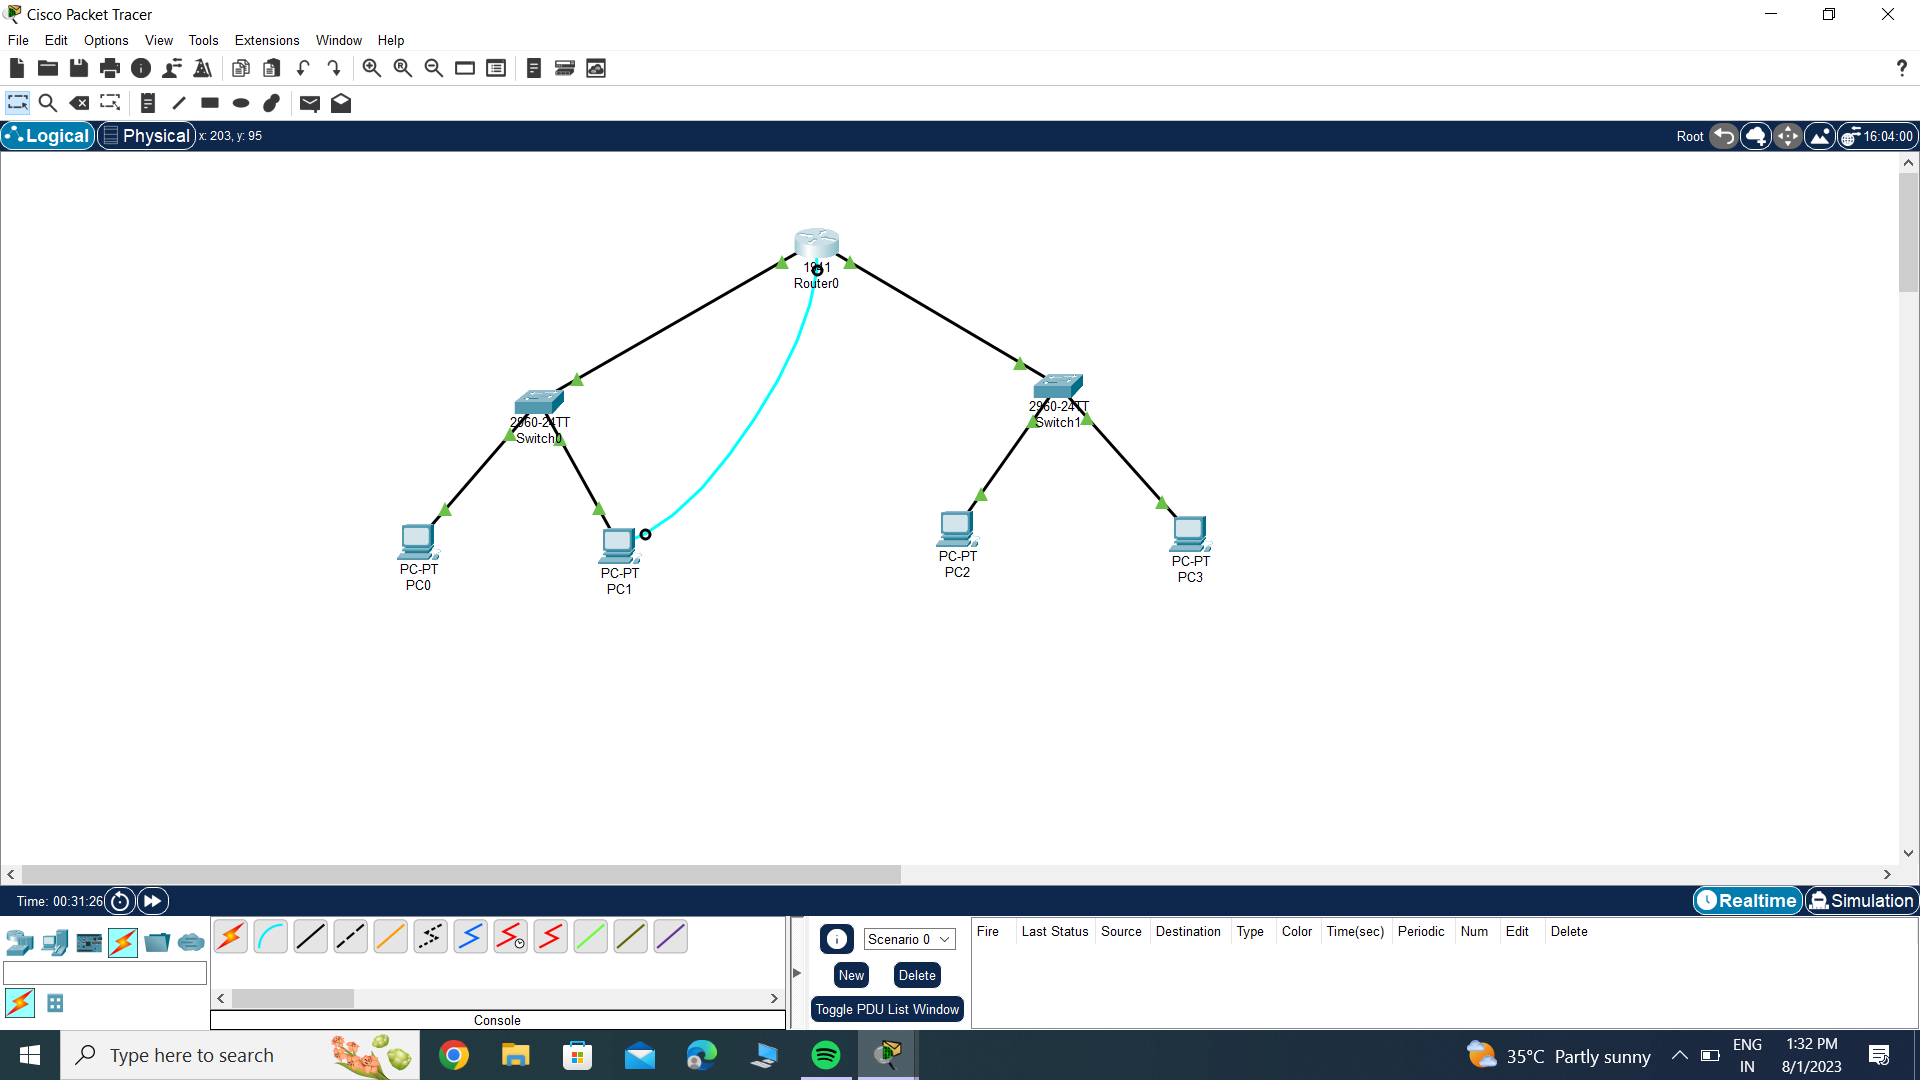 Cisco Packet Tracer
File Edit Options View Tools Extensions Window Help
?
Logical Physical x: 203, y: 95 Root 16:04:00
1941
Router0
2960-24TT
Switch0
2960-24TT
Switch1
PC-PT
PC0
PC-PT
PC1
PC-PT
PC2
PC-PT
PC3
Time: 00:31:26 Realtime Simulation
Scenario 0
New Delete
Toggle PDU List Window
Fire Last Status Source Destination Type Color Time(sec) Periodic Num Edit Delete
Console
Type here to search
35°C Partly sunny
ENG
IN
1:32 PM
8/1/2023